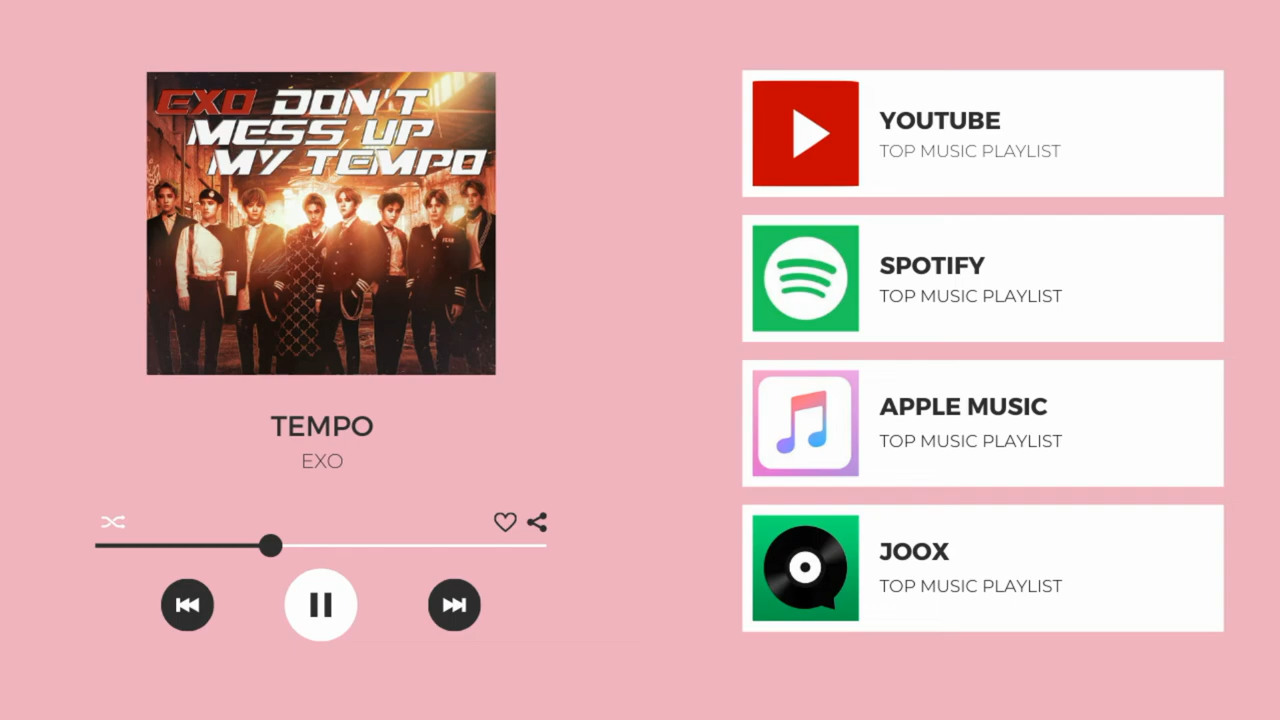 EXO DON'T
MESS UP
MY TEMPO
TEMPO
EXO
YOUTUBE
TOP MUSIC PLAYLIST
SPOTIFY
TOP MUSIC PLAYLIST
APPLE MUSIC
TOP MUSIC PLAYLIST
JOOX
TOP MUSIC PLAYLIST